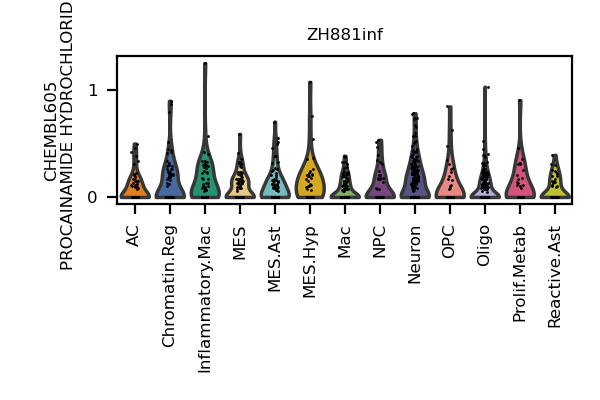 ZH881inf
CHEMBL605
PROCAINAMIDE HYDROCHLORID
1
0
AC
Chromatin.Reg
Inflammatory.Mac
MES
MES.Ast
MES.Hyp
Mac
NPC
Neuron
OPC
Oligo
Prolif.Metab
Reactive.Ast